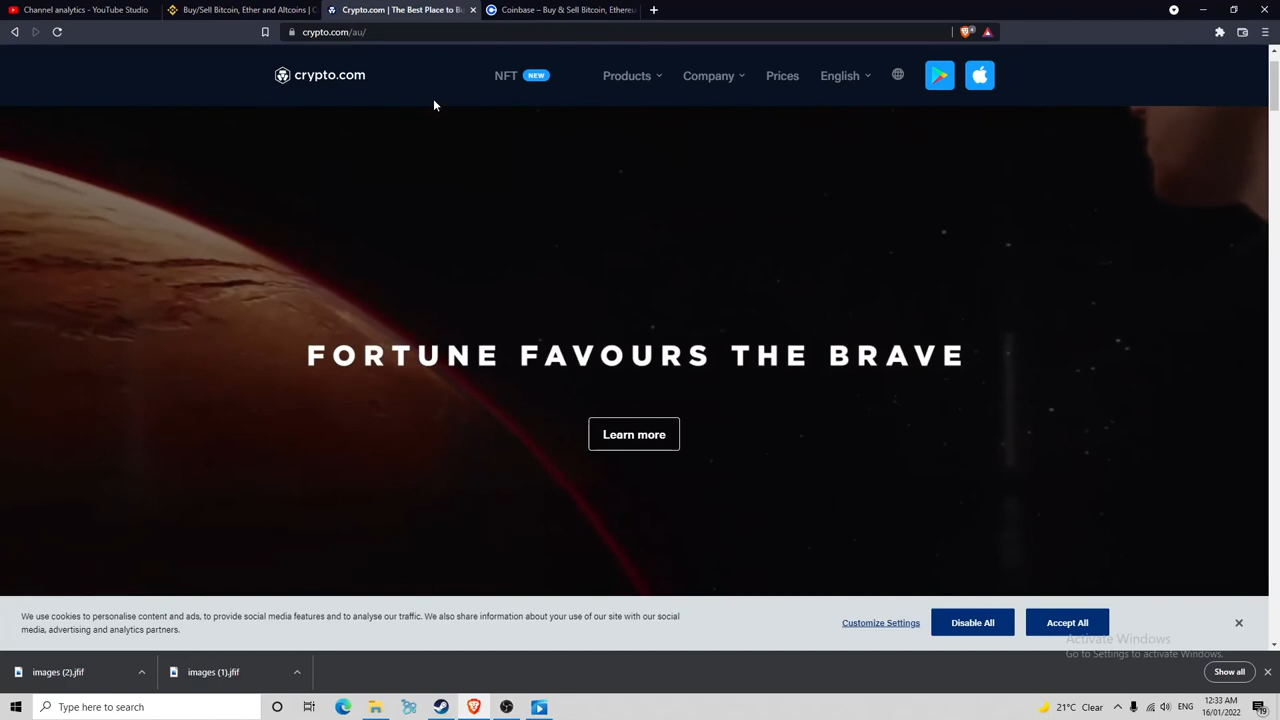 Channel analytics - YouTube Studio
Buy/Sell Bitcoin, Ether and Altcoins | C
Crypto.com | The Best Place to Bu
Coinbase – Buy & Sell Bitcoin, Ethereu
crypto.com/au/
4
crypto.com
NFT NEW Products Company Prices English
FORTUNE FAVOURS THE BRAVE
Learn more
We use cookies to personalise content and ads, to provide social media features and to analyse our traffic. We also share information about your use of our site with our social
media, advertising and analytics partners.
Customize Settings
Disable All
Accept All
Activate Windows
Go to Settings to activate Windows.
images (2).jfif
images (1).jfif
Show all
Type here to search
21°C Clear
ENG
12:33 AM
16/01/2022
19